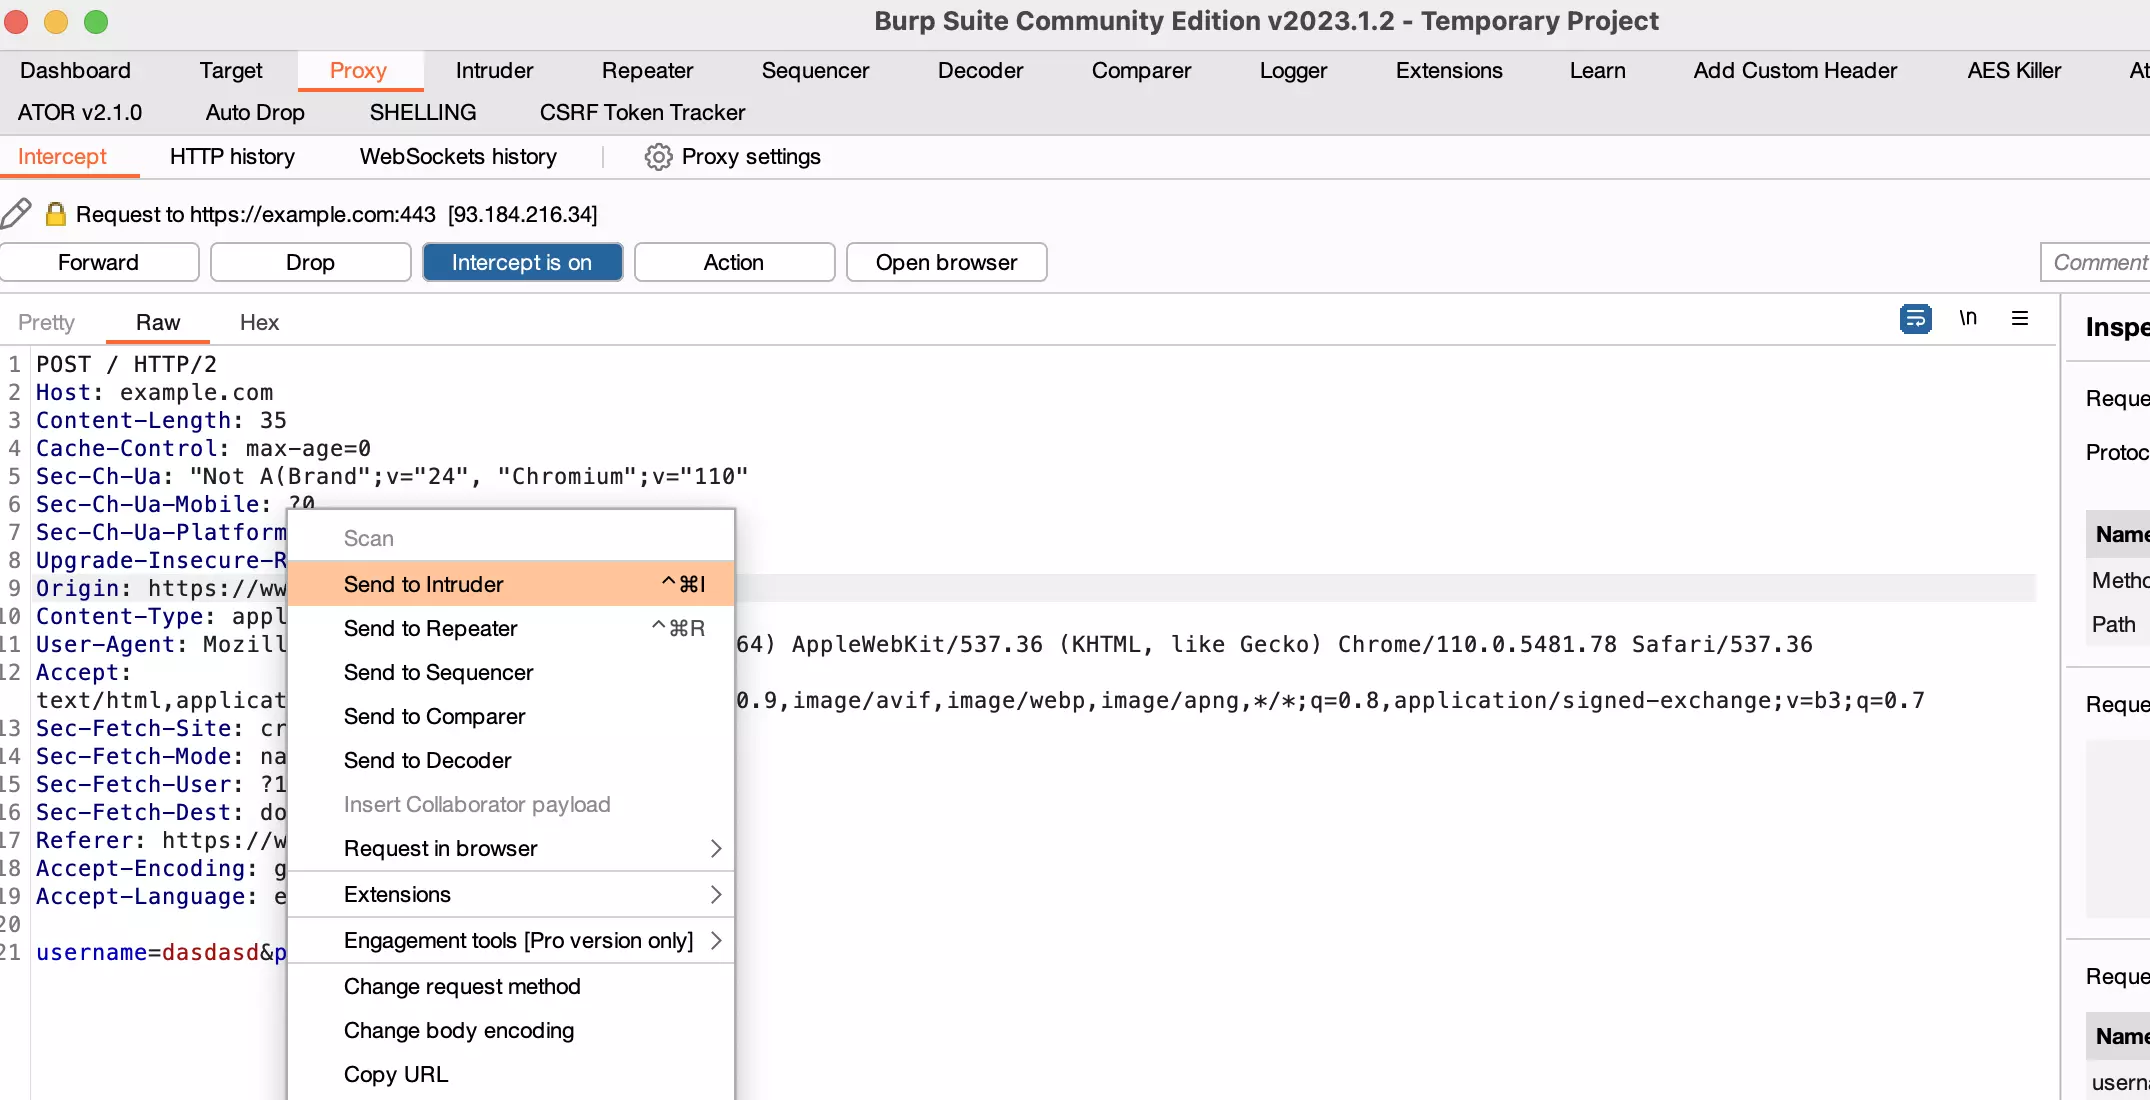 Burp Suite Community Edition v2023.1.2 - Temporary Project
Dashboard Target Proxy Intruder Repeater Sequencer Decoder Comparer Logger Extensions Learn Add Custom Header AES Killer At
ATOR v2.1.0 Auto Drop SHELLING CSRF Token Tracker
Intercept HTTP history WebSockets history Proxy settings
Request to https://example.com:443 [93.184.216.34]
Forward Drop Intercept is on Action Open browser Comment
Pretty Raw Hex \n Inspe
1 POST / HTTP/2
2 Host: example.com
3 Content-Length: 35
4 Cache-Control: max-age=0
5 Sec-Ch-Ua: "Not A(Brand";v="24", "Chromium";v="110"
6 Sec-Ch-Ua-Mobile: ?0
7 Sec-Ch-Ua-Platform
8 Upgrade-Insecure-R
9 Origin: https://ww
10 Content-Type: appl
11 User-Agent: Mozill 64) AppleWebKit/537.36 (KHTML, like Gecko) Chrome/110.0.5481.78 Safari/537.36
12 Accept:
text/html,applicat 0.9,image/avif,image/webp,image/apng,*/*;q=0.8,application/signed-exchange;v=b3;q=0.7
13 Sec-Fetch-Site: cr
14 Sec-Fetch-Mode: na
15 Sec-Fetch-User: ?1
16 Sec-Fetch-Dest: do
17 Referer: https://w
18 Accept-Encoding: g
19 Accept-Language: e
20
21 username=dasdasd&p
Scan
Send to Intruder ^⌘I
Send to Repeater ^⌘R
Send to Sequencer
Send to Comparer
Send to Decoder
Insert Collaborator payload
Request in browser
Extensions
Engagement tools [Pro version only]
Change request method
Change body encoding
Copy URL
Reque
Protoc
Name
Metho
Path
Reque
Reque
Name
userna